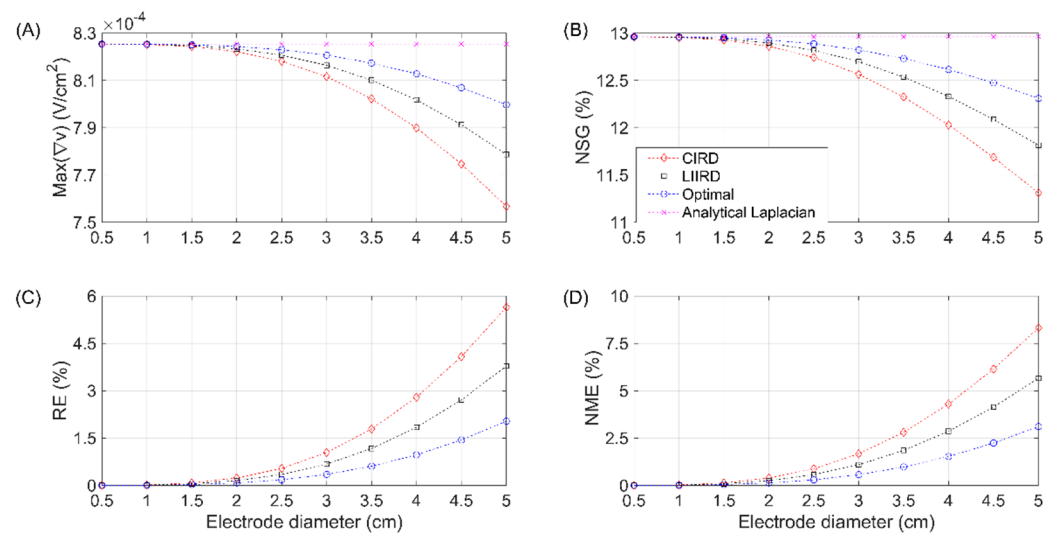 (A)
×10⁻⁴
8.3
8.1
7.9
7.7
7.5
Max(∇v) (V/cm²)
0.5 1 1.5 2 2.5 3 3.5 4 4.5 5
(B)
13
12.5
12
11.5
11
NSG (%)
CIRD
LIIRD
Optimal
Analytical Laplacian
0.5 1 1.5 2 2.5 3 3.5 4 4.5 5
(C)
6
4.5
3
1.5
0
RE (%)
0.5 1 1.5 2 2.5 3 3.5 4 4.5 5
Electrode diameter (cm)
(D)
10
7.5
5
2.5
0
NME (%)
0.5 1 1.5 2 2.5 3 3.5 4 4.5 5
Electrode diameter (cm)